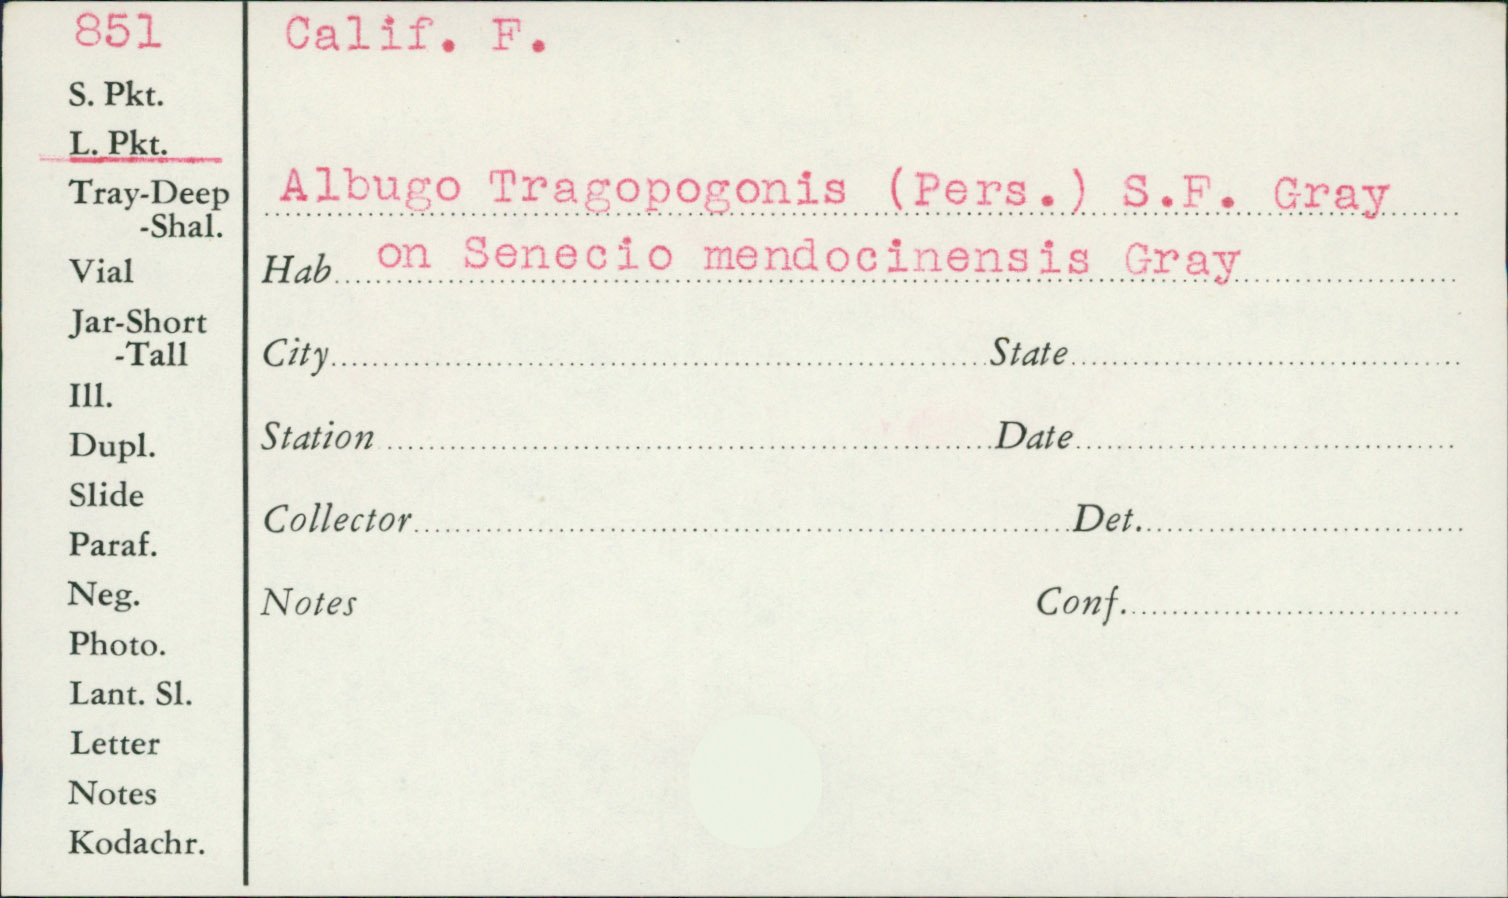 851
Calif. F.
S. Pkt.
L. Pkt.
Tray-Deep
-Shal.
Vial
Jar-Short
-Tall
Ill.
Dupl.
Slide
Paraf.
Neg.
Photo.
Lant. Sl.
Letter
Notes
Kodachr.
Albugo Tragopogonis (Pers.) S.F. Gray
Hab. on Senecio mendocinensis Gray
City State
Station Date
Collector Det.
Notes Conf.